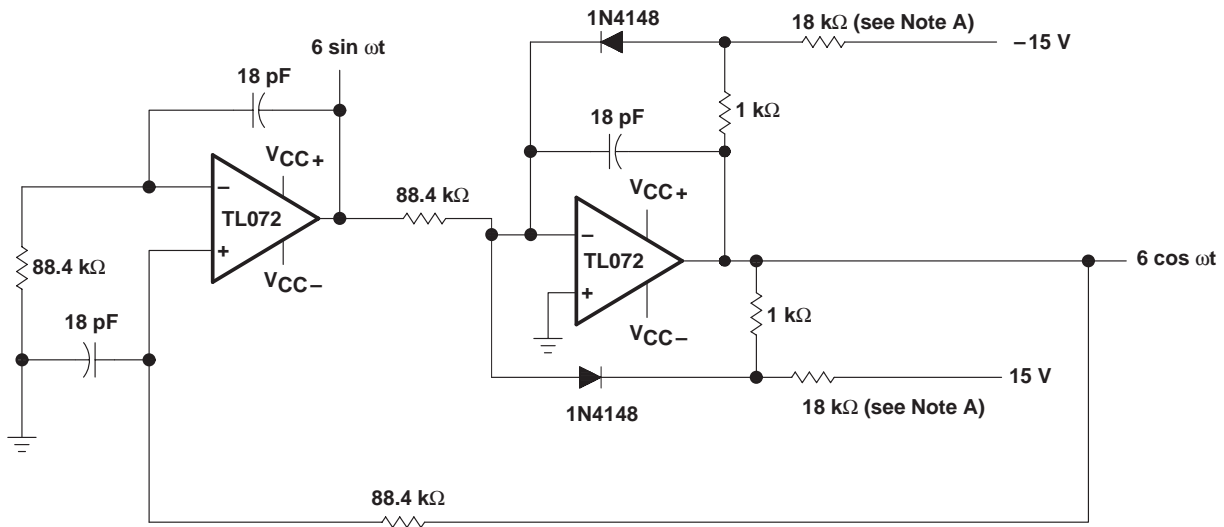 1N4148
18 kΩ (see Note A)
−15 V
6 sin ωt
18 pF
1 kΩ
18 pF
VCC+
88.4 kΩ
VCC+
−
TL072
+
−
TL072
+
88.4 kΩ
VCC−
6 cos ωt
18 pF
VCC−
1 kΩ
15 V
1N4148
18 kΩ (see Note A)
88.4 kΩ